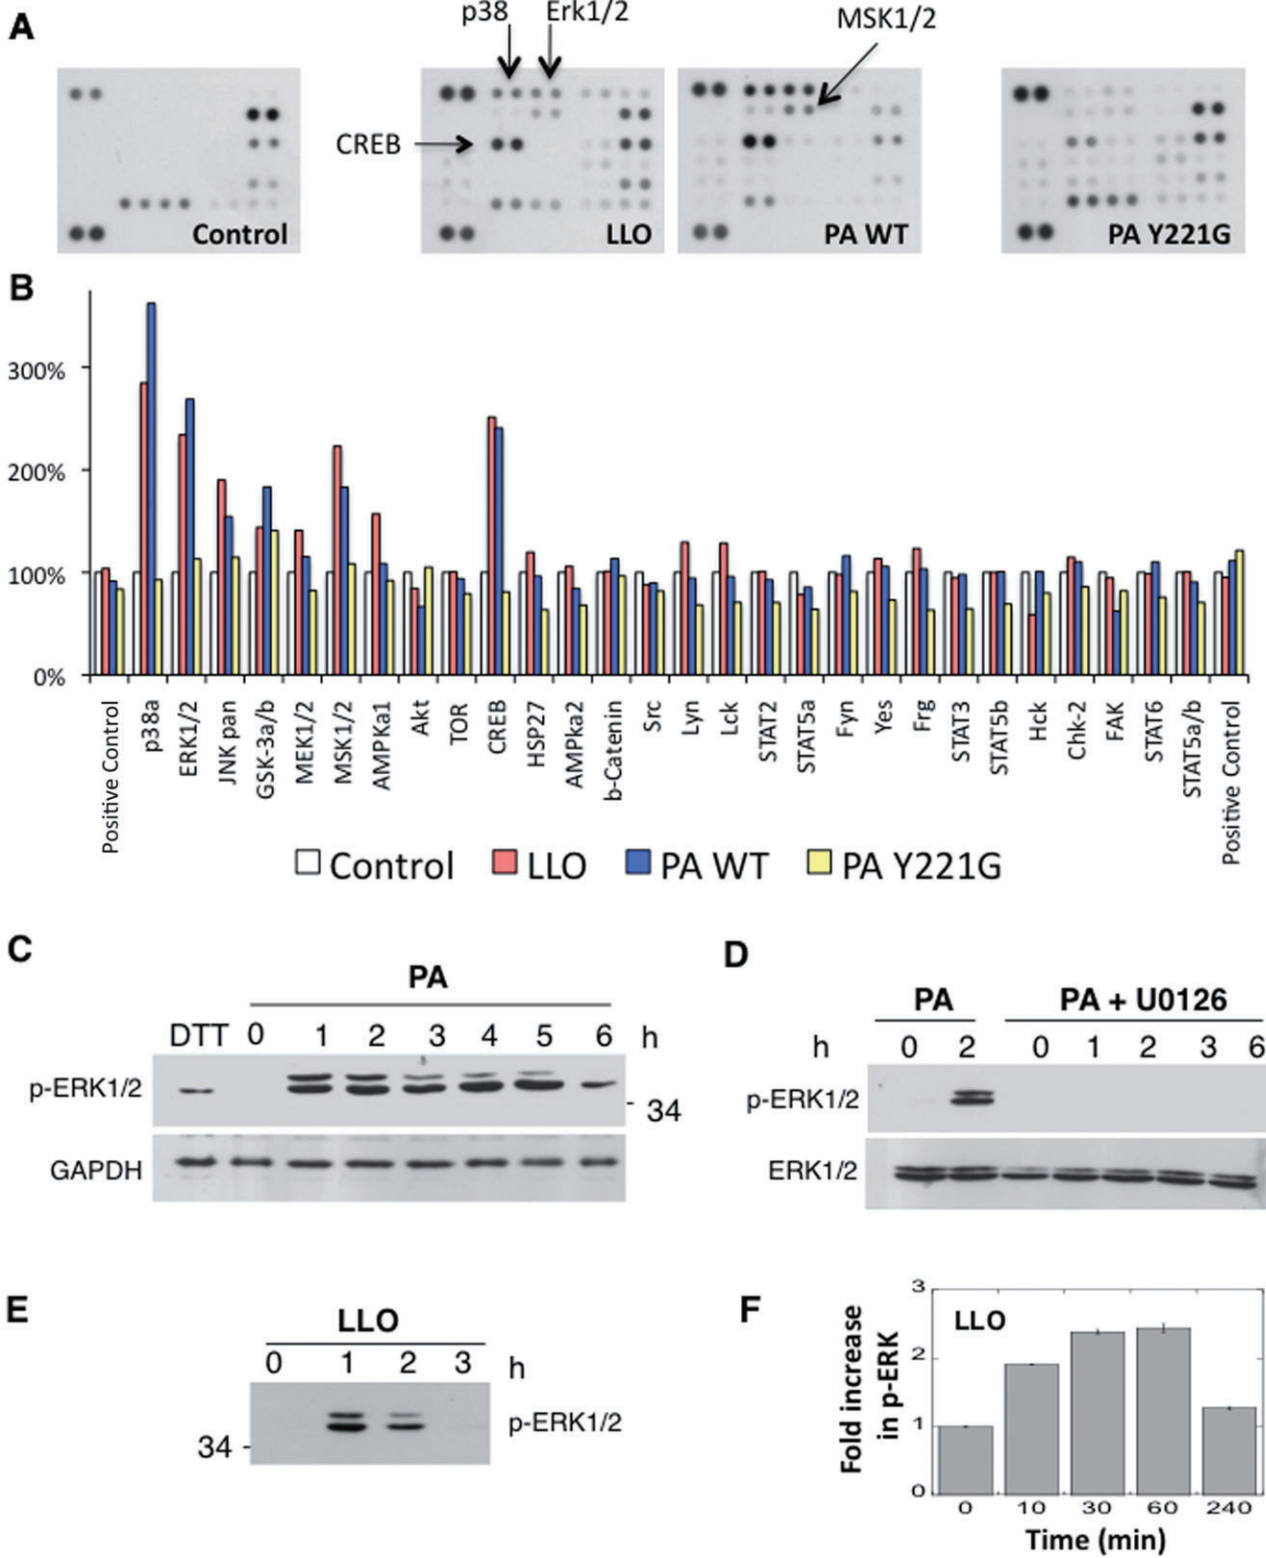 A
p38 Erk1/2 MSK1/2
CREB
Control LLO PA WT PA Y221G
B
300%
200%
100%
0%
Positive Control
p38a
ERK1/2
JNK pan
GSK-3a/b
MEK1/2
MSK1/2
AMPKa1
Akt
TOR
CREB
HSP27
AMPka2
b-Catenin
Src
Lyn
Lck
STAT2
STAT5a
Fyn
Yes
Frg
STAT3
STAT5b
Hck
Chk-2
FAK
STAT6
STAT5a/b
Positive Control
Control LLO PA WT PA Y221G
C
PA
DTT 0 1 2 3 4 5 6 h
p-ERK1/2
- 34
GAPDH
D
PA PA + U0126
h 0 2 0 1 2 3 6
p-ERK1/2
ERK1/2
E
LLO
0 1 2 3 h
p-ERK1/2
34 -
F
LLO
Fold increase
in p-ERK
3
2
1
0
0 10 30 60 240
Time (min)